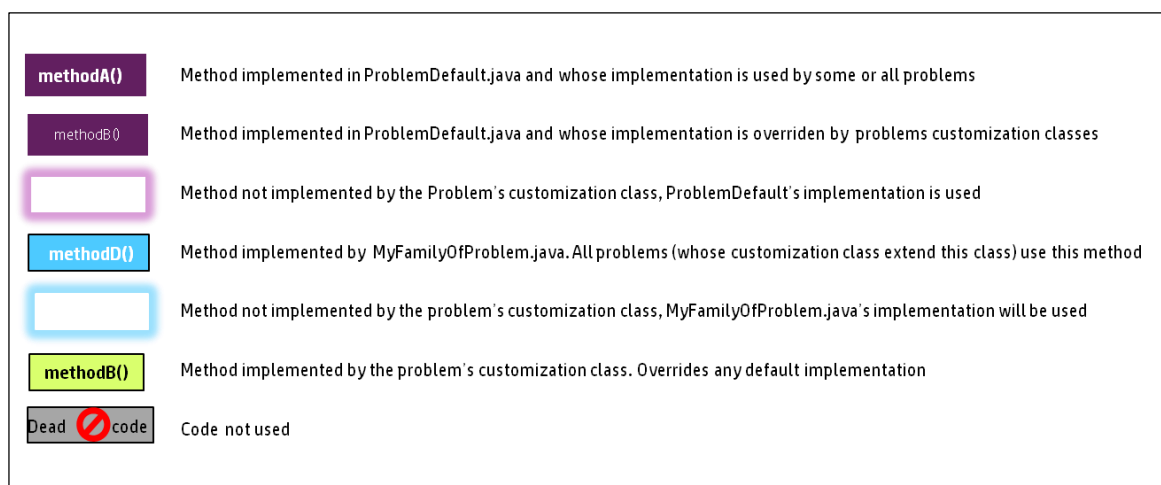 methodA() Method implemented in ProblemDefault.java and whose implementation is used by some or all problems
methodB() Method implemented in ProblemDefault.java and whose implementation is overriden by problems customization classes
Method not implemented by the Problem's customization class, ProblemDefault's implementation is used
methodD() Method implemented by MyFamilyOfProblem.java. All problems (whose customization class extend this class) use this method
Method not implemented by the problem's customization class, MyFamilyOfProblem.java's implementation will be used
methodB() Method implemented by the problem's customization class. Overrides any default implementation
Dead code Code not used